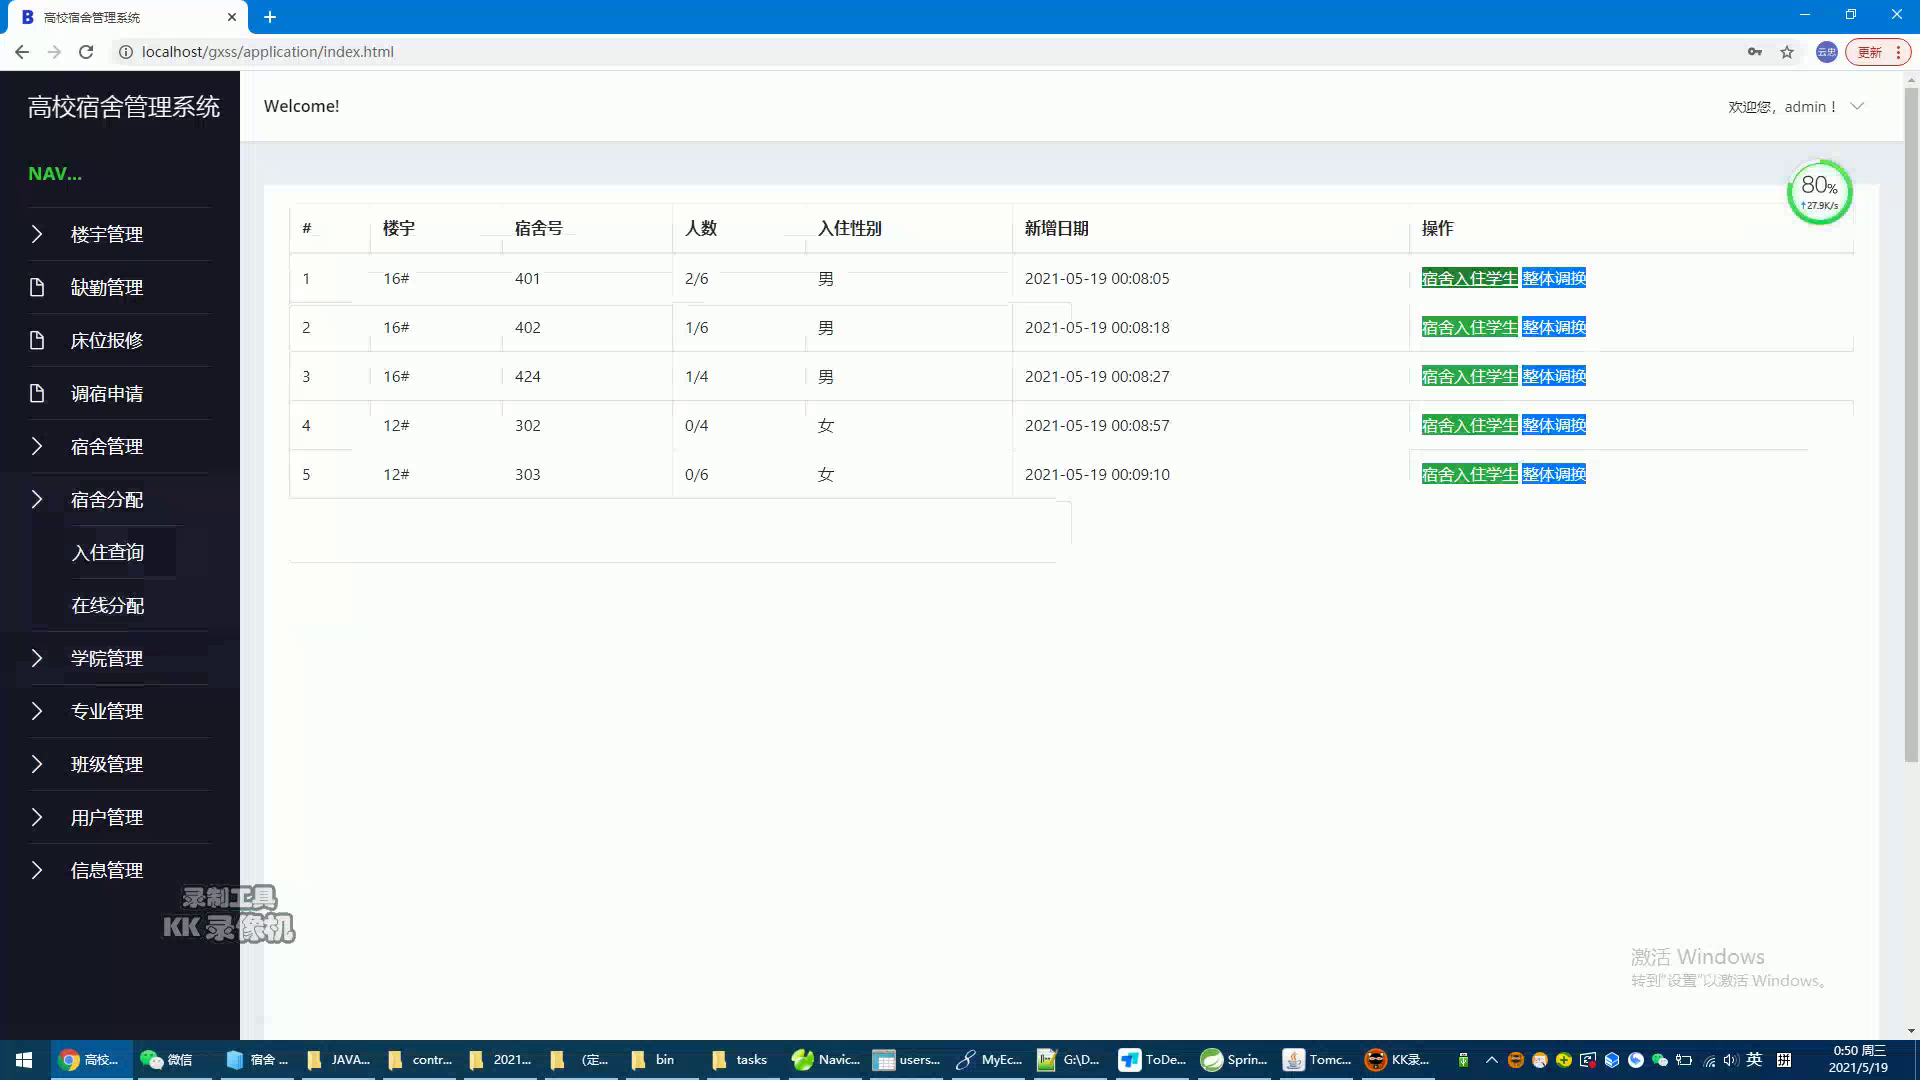 高校宿舍管理系统
localhost/gxss/application/index.html
云忠
更新
高校宿舍管理系统
Welcome!
欢迎您，admin！
NAV...
80%
↑27.9K/s
# 楼宇 宿舍号 人数 入住性别 新增日期 操作
1 16# 401 2/6 男 2021-05-19 00:08:05 宿舍入住学生 整体调换
2 16# 402 1/6 男 2021-05-19 00:08:18 宿舍入住学生 整体调换
3 16# 424 1/4 男 2021-05-19 00:08:27 宿舍入住学生 整体调换
4 12# 302 0/4 女 2021-05-19 00:08:57 宿舍入住学生 整体调换
5 12# 303 0/6 女 2021-05-19 00:09:10 宿舍入住学生 整体调换
楼宇管理
缺勤管理
床位报修
调宿申请
宿舍管理
宿舍分配
入住查询
在线分配
学院管理
专业管理
班级管理
用户管理
信息管理
录制工具
KK 录像机
激活 Windows
转到"设置"以激活 Windows。
高校... 微信 宿舍 ... JAVA... contr... 2021... （定... bin tasks Navic... users... MyEc... G:\D... ToDe... Sprin... Tomc... KK录... 英 拼
0:50 周三
2021/5/19